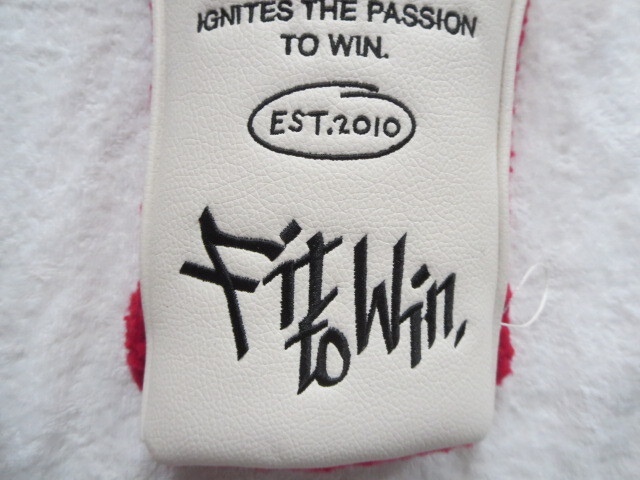 IGNITES THE PASSION
TO WIN.
EST.2010
Fit
to Win.